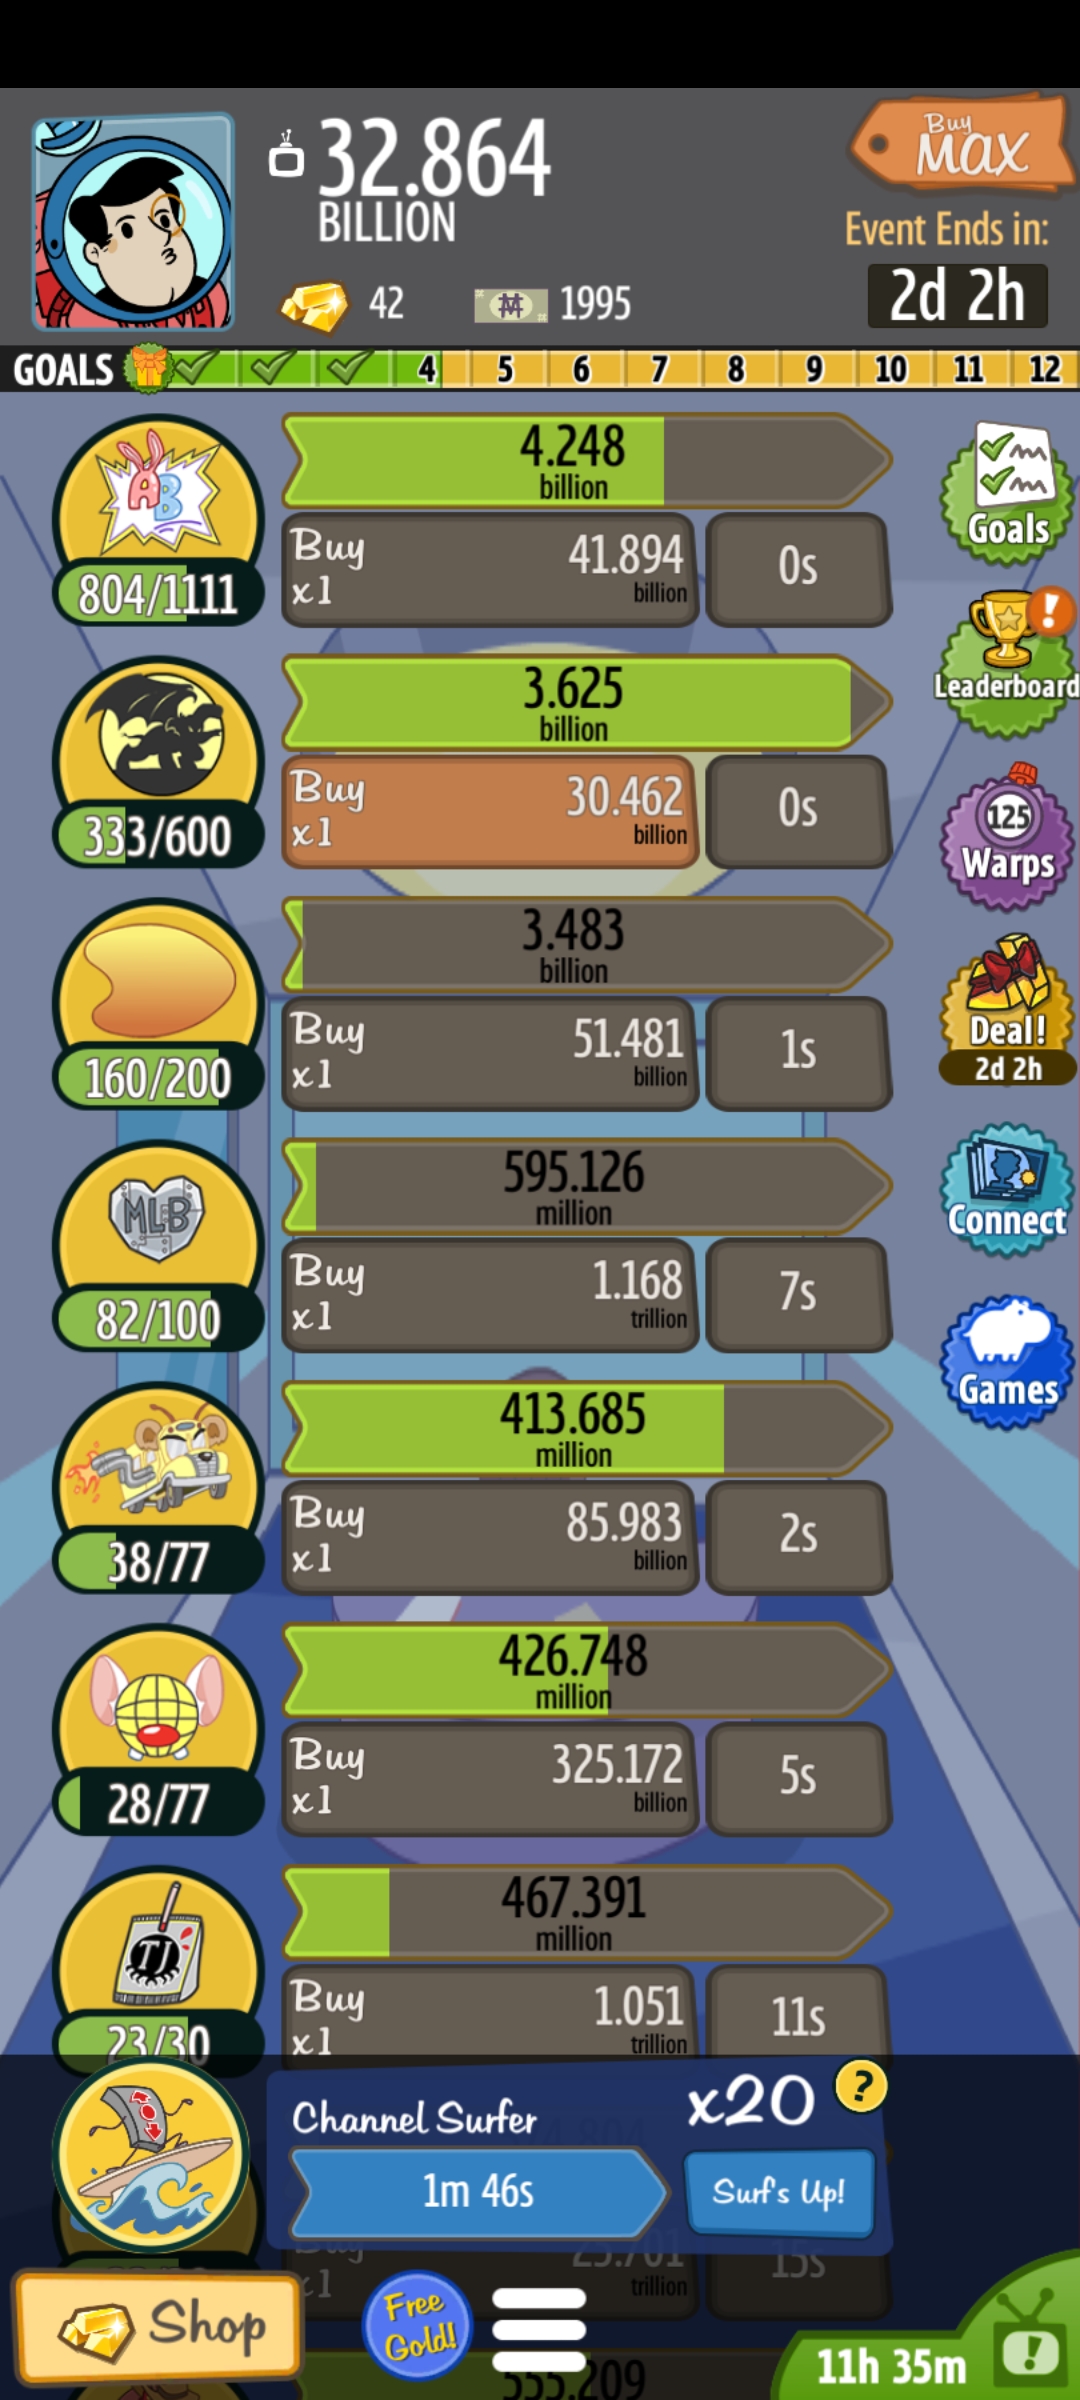 32.864
BILLION
Buy
MAX
Event Ends in:
2d 2h
42
1995
GOALS
4
5
6
7
8
9
10
11
12
AB
804/1111
4.248
billion
Buy
x1
41.894
billion
0s
Goals
333/600
3.625
billion
Buy
x1
30.462
billion
0s
Leaderboard
!
160/200
3.483
billion
Buy
x1
51.481
billion
1s
125
Warps
Deal!
2d 2h
MLB
82/100
595.126
million
Buy
x1
1.168
trillion
7s
Connect
Games
38/77
413.685
million
Buy
x1
85.983
billion
2s
28/77
426.748
million
Buy
x1
325.172
billion
5s
TJ
23/30
467.391
million
Buy
x1
1.051
trillion
11s
Channel Surfer
x20
?
1m 46s
Surf's Up!
Buy
x1
23.701
trillion
15s
Shop
Free
Gold!
555.209
11h 35m
!